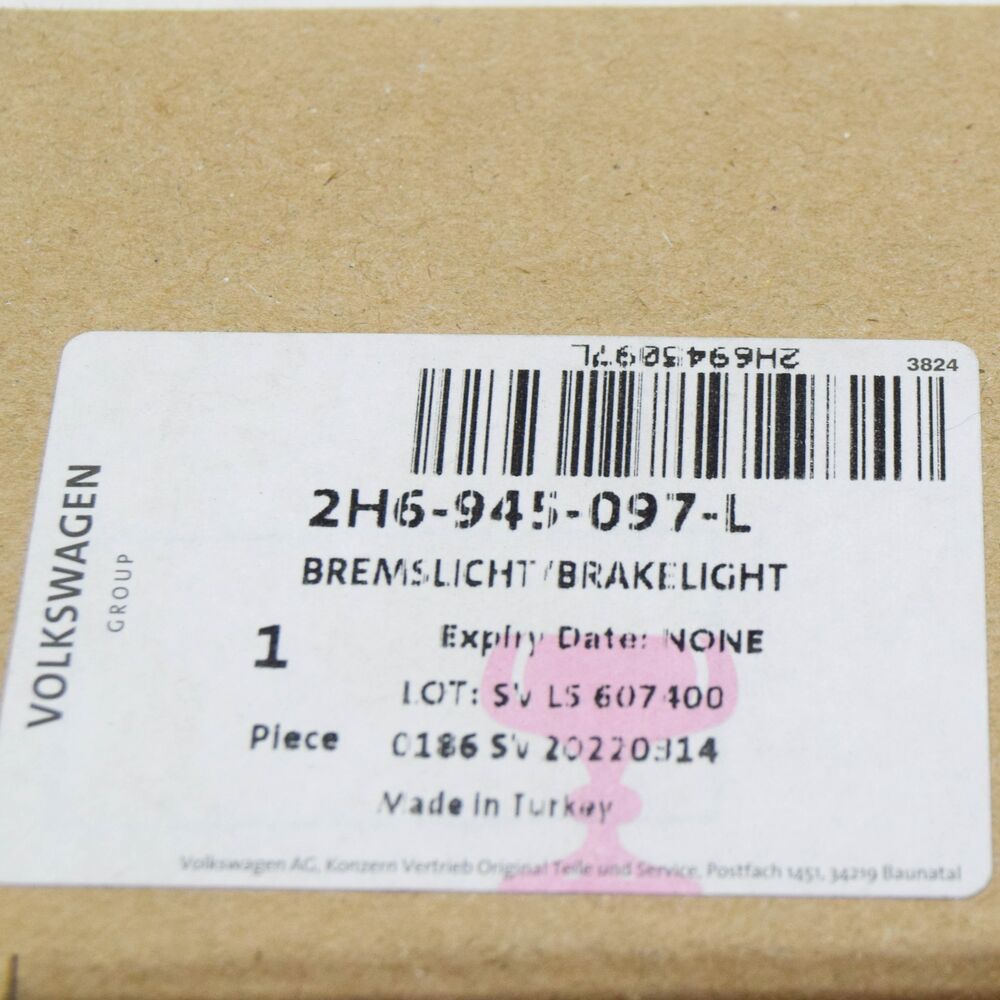 2H6945097L
3824
2H6-945-097-L
BREMSLICHT/BRAKELIGHT
VOLKSWAGEN
GROUP
1
Expiry Date: NONE
LOT: SV LS 607400
Piece
0186 SV 20220314
Made in Turkey
Volkswagen AG, Konzern Vertrieb Original Teile und Service, Postfach 1451, 34219 Baunatal